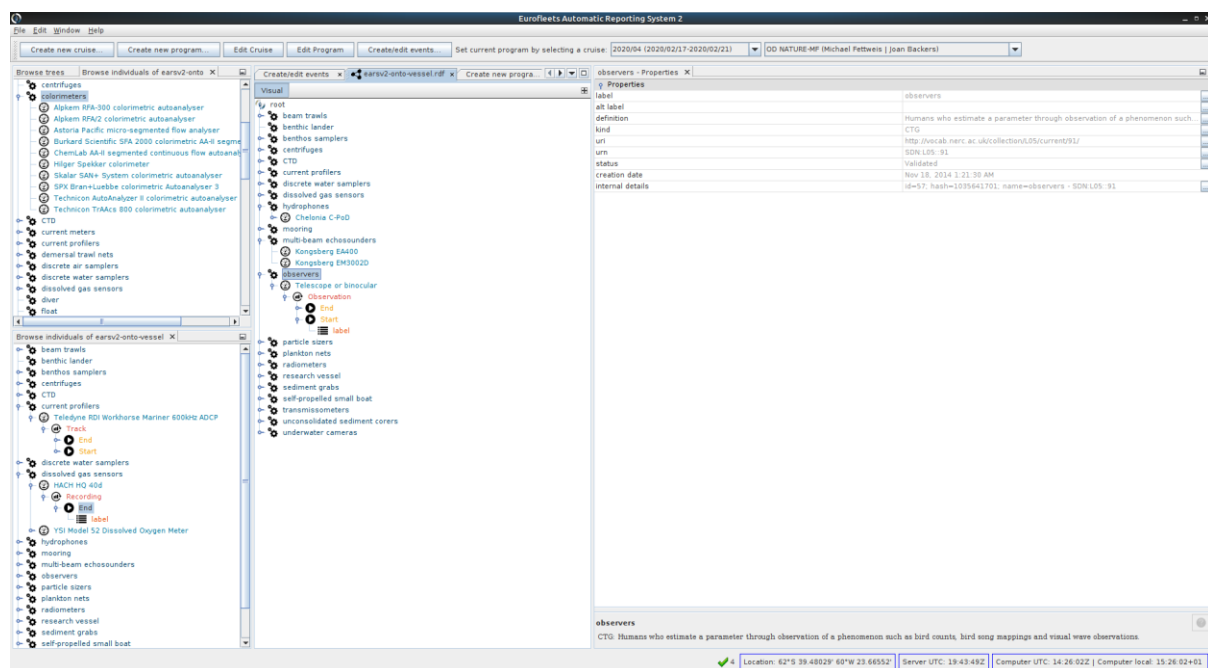 Eurofleets Automatic Reporting System 2
File Edit Window Help
Create new cruise... Create new program... Edit Cruise Edit Program Create/edit events... Set current program by selecting a cruise: 2020/04 (2020/02/17-2020/02/21) OD NATURE-MF (Michael Fettweis | Joan Backers)
Browse trees Browse individuals of earsv2-onto
centrifuges
colorimeters
Alpkem RFA-300 colorimetric autoanalyser
Alpkem RFA/2 colorimetric autoanalyser
Astoria Pacific micro-segmented flow analyser
Burkard Scientific SFA 2000 colorimetric AA-II segme
ChemLab AA-II segmented continuous flow autoanal
Hilger Spekker colorimeter
Skalar SAN+ System colorimetric autoanalyser
SPX Bran+Luebbe colorimetric Autoanalyser 3
Technicon AutoAnalyzer II colorimetric autoanalyser
Technicon TrAAcs 800 colorimetric autoanalyser
CTD
current meters
current profilers
demersal trawl nets
discrete air samplers
discrete water samplers
dissolved gas sensors
diver
float
Browse individuals of earsv2-onto-vessel
beam trawls
benthic lander
benthos samplers
centrifuges
CTD
current profilers
Teledyne RDI Workhorse Mariner 600kHz ADCP
Track
End
Start
discrete water samplers
dissolved gas sensors
HACH HQ 40d
Recording
End
label
YSI Model 52 Dissolved Oxygen Meter
hydrophones
mooring
multi-beam echosounders
observers
particle sizers
plankton nets
radiometers
research vessel
sediment grabs
self-propelled small boat
Create/edit events earsv2-onto-vessel.rdf Create new progra...
Visual
root
beam trawls
benthic lander
benthos samplers
centrifuges
CTD
current profilers
discrete water samplers
dissolved gas sensors
hydrophones
Chelonia C-PoD
mooring
multi-beam echosounders
Kongsberg EA400
Kongsberg EM3002D
observers
Telescope or binocular
Observation
End
Start
label
particle sizers
plankton nets
radiometers
research vessel
sediment grabs
self-propelled small boat
transmissometers
unconsolidated sediment corers
underwater cameras
observers - Properties
Properties
label observers
alt label
definition Humans who estimate a parameter through observation of a phenomenon such...
kind CTG
uri http://vocab.nerc.ac.uk/collection/L05/current/91/
urn SDN:L05::91
status Validated
creation date Nov 18, 2014 1:21:30 AM
internal details id=57; hash=1035641701; name=observers - SDN:L05::91
observers
CTG: Humans who estimate a parameter through observation of a phenomenon such as bird counts, bird song mappings and visual wave observations.
4 Location: 62°S 39.48029' 60°W 23.66552' Server UTC: 19:43:49Z Computer UTC: 14:26:02Z | Computer local: 15:26:02+01